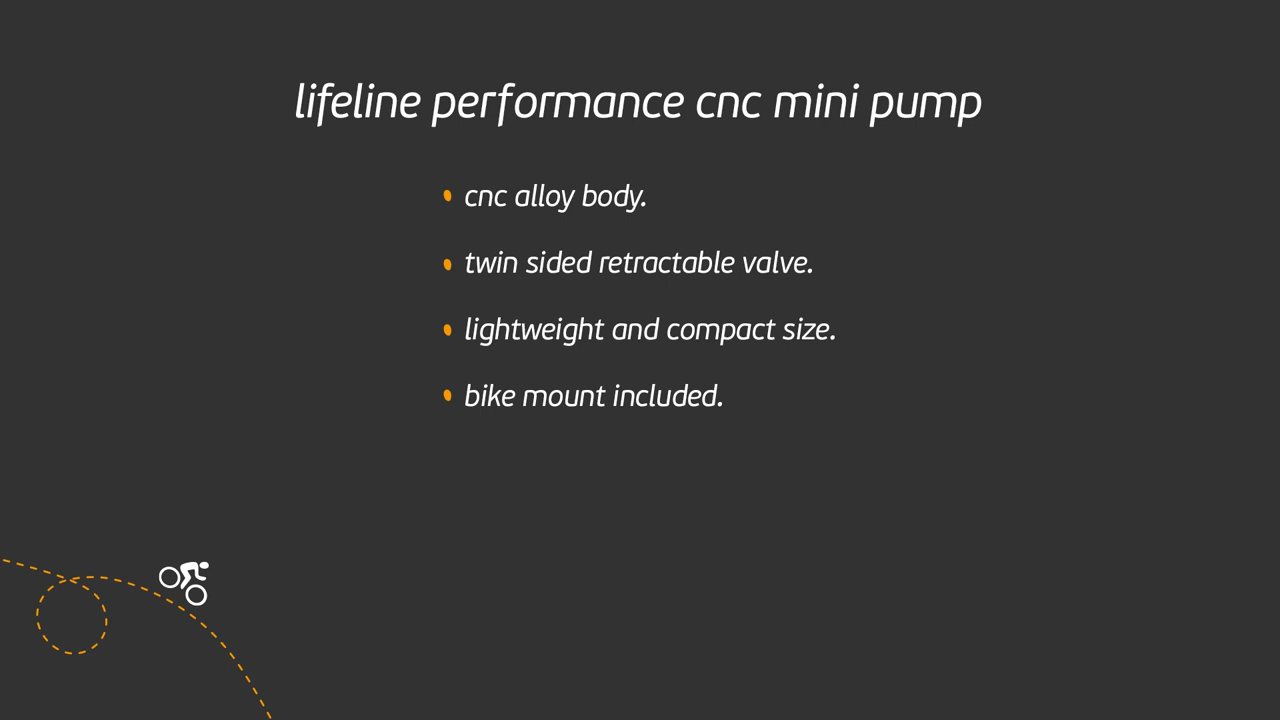 lifeline performance cnc mini pump
cnc alloy body.
twin sided retractable valve.
lightweight and compact size.
bike mount included.